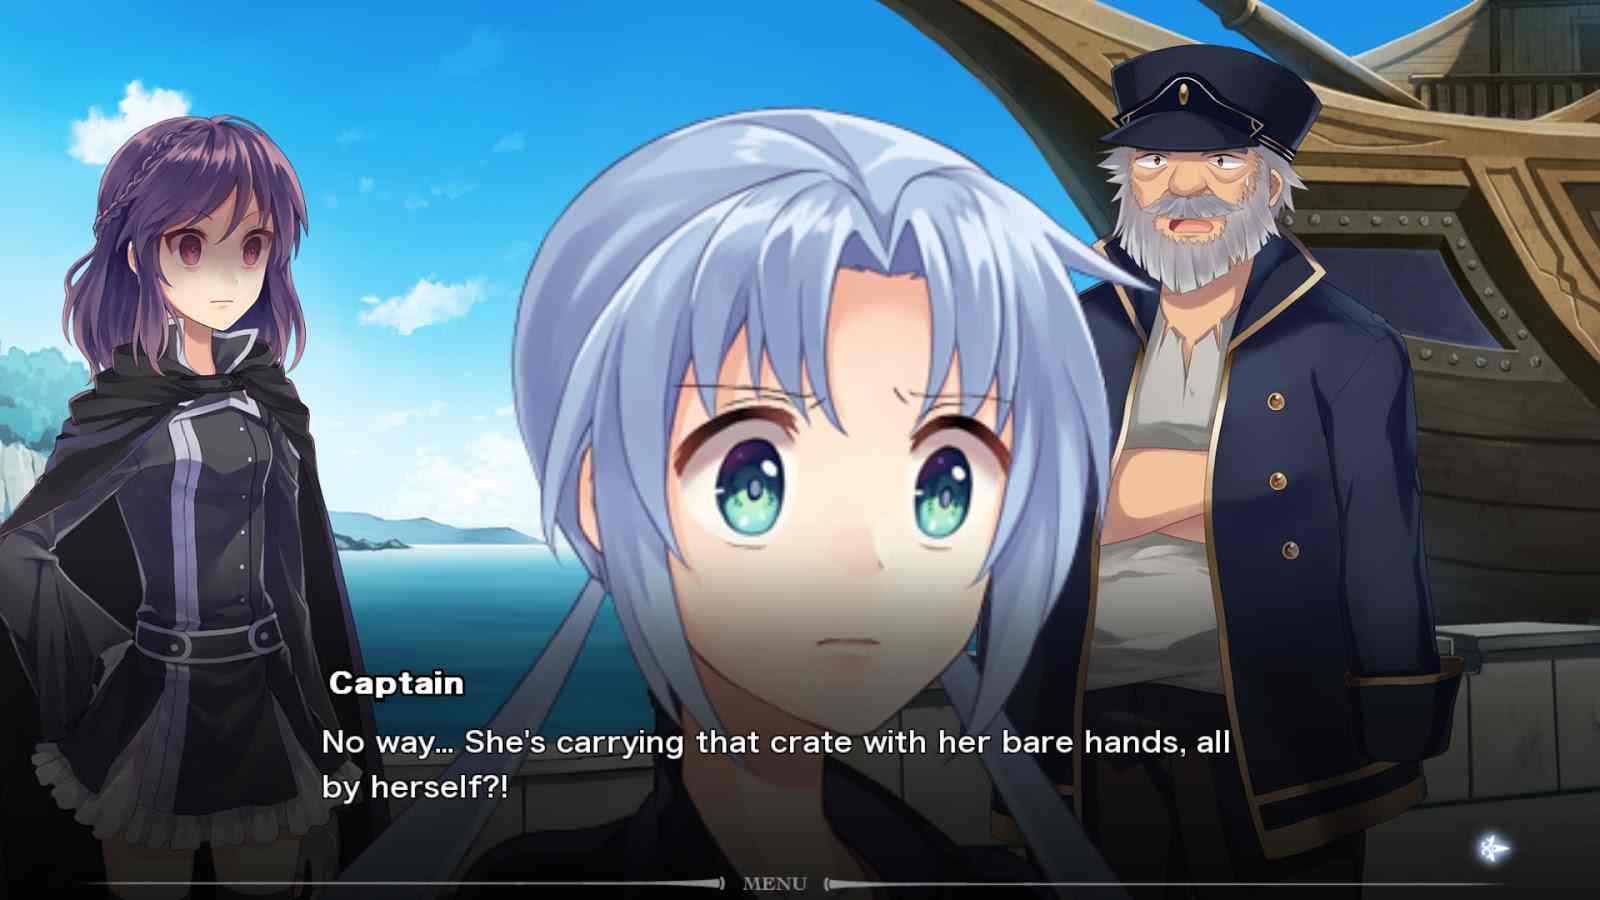 Captain
No way... She's carrying that crate with her bare hands, all
by herself?!
MENU